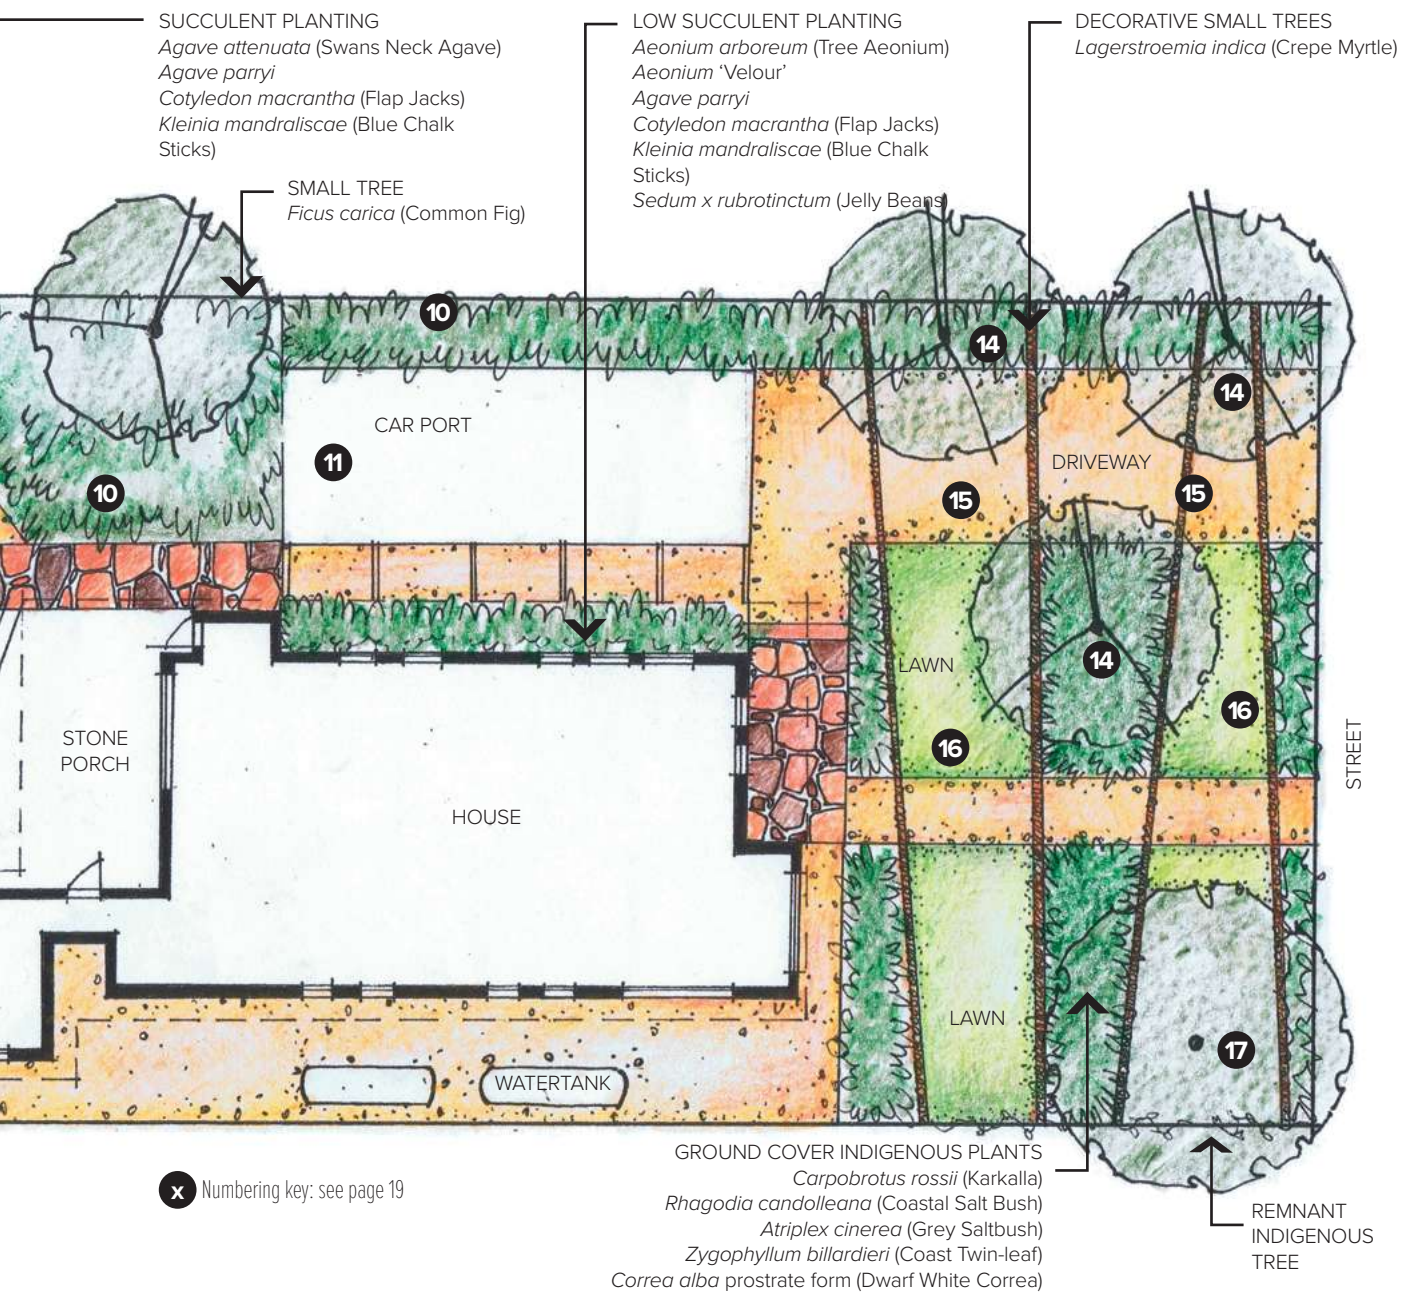 SUCCULENT PLANTING
Agave attenuata (Swans Neck Agave)
Agave parryi
Cotyledon macrantha (Flap Jacks)
Kleinia mandraliscae (Blue Chalk
Sticks)
LOW SUCCULENT PLANTING
Aeonium arboreum (Tree Aeonium)
Aeonium ‘Velour’
Agave parryi
Cotyledon macrantha (Flap Jacks)
Kleinia mandraliscae (Blue Chalk
Sticks)
Sedum x rubrotinctum (Jelly Beans)
DECORATIVE SMALL TREES
Lagerstroemia indica (Crepe Myrtle)
SMALL TREE
Ficus carica (Common Fig)
10
14
14
CAR PORT
11
DRIVEWAY
10
15
15
LAWN
14
16
16
STONE
PORCH
STREET
HOUSE
LAWN
17
WATERTANK
GROUND COVER INDIGENOUS PLANTS
Carpobrotus rossii (Karkalla)
Rhagodia candolleana (Coastal Salt Bush)
Atriplex cinerea (Grey Saltbush)
Zygophyllum billardieri (Coast Twin-leaf)
Correa alba prostrate form (Dwarf White Correa)
x Numbering key: see page 19
REMNANT
INDIGENOUS
TREE